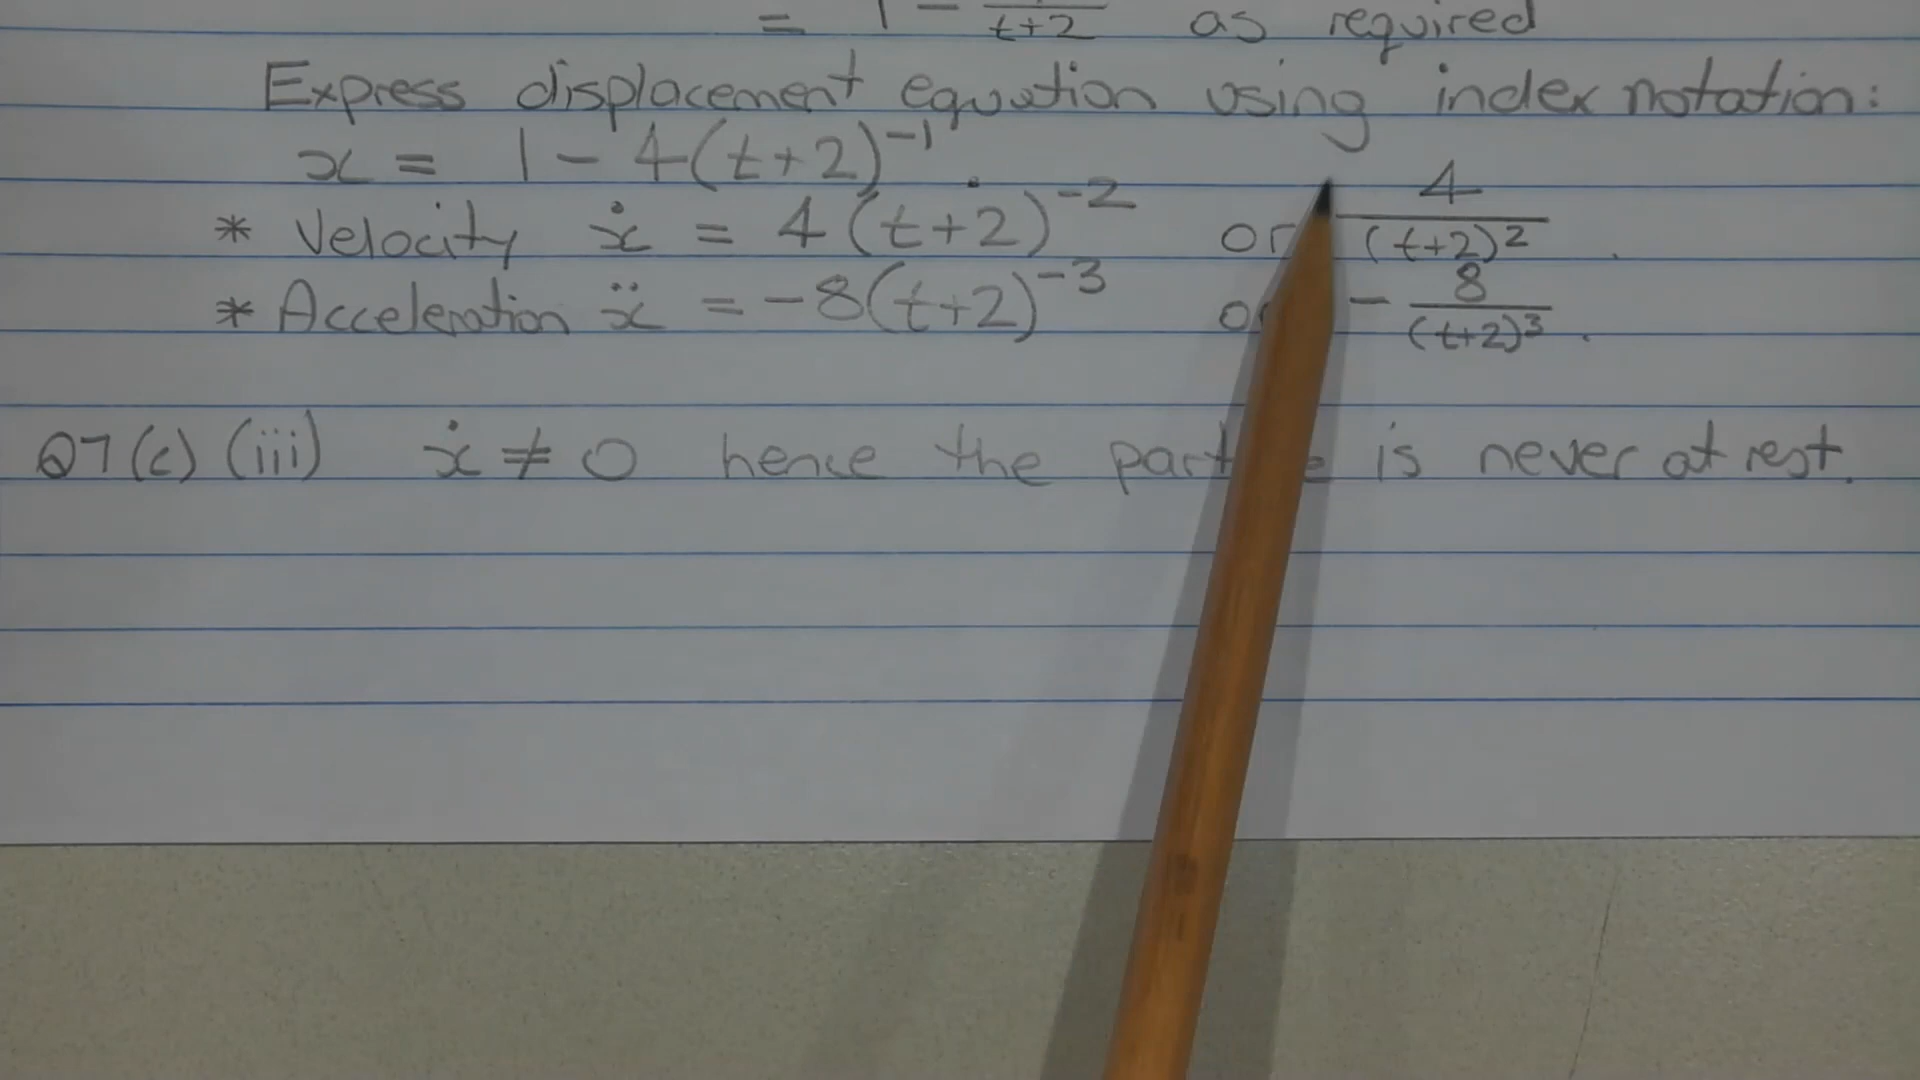 = 1 - /t+2 as required
Express displacement equation using index notation:
x = 1 - 4(t+2)⁻¹
* Velocity ẋ = 4(t+2)⁻² or 4/(t+2)².
* Acceleration ẍ = -8(t+2)⁻³ or - 8/(t+2)³.
Q7(c)(iii) ẋ ≠ 0 hence the is never at rest.